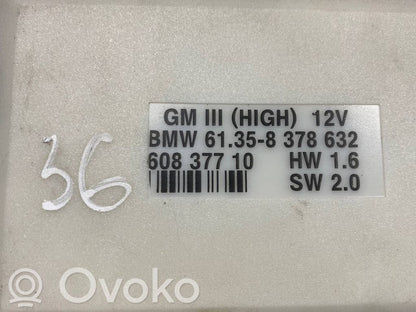 GM III (HIGH) 12V
BMW 61.35-8 378 632
608 377 10 HW 1.6
SW 2.0
36
Ovoko